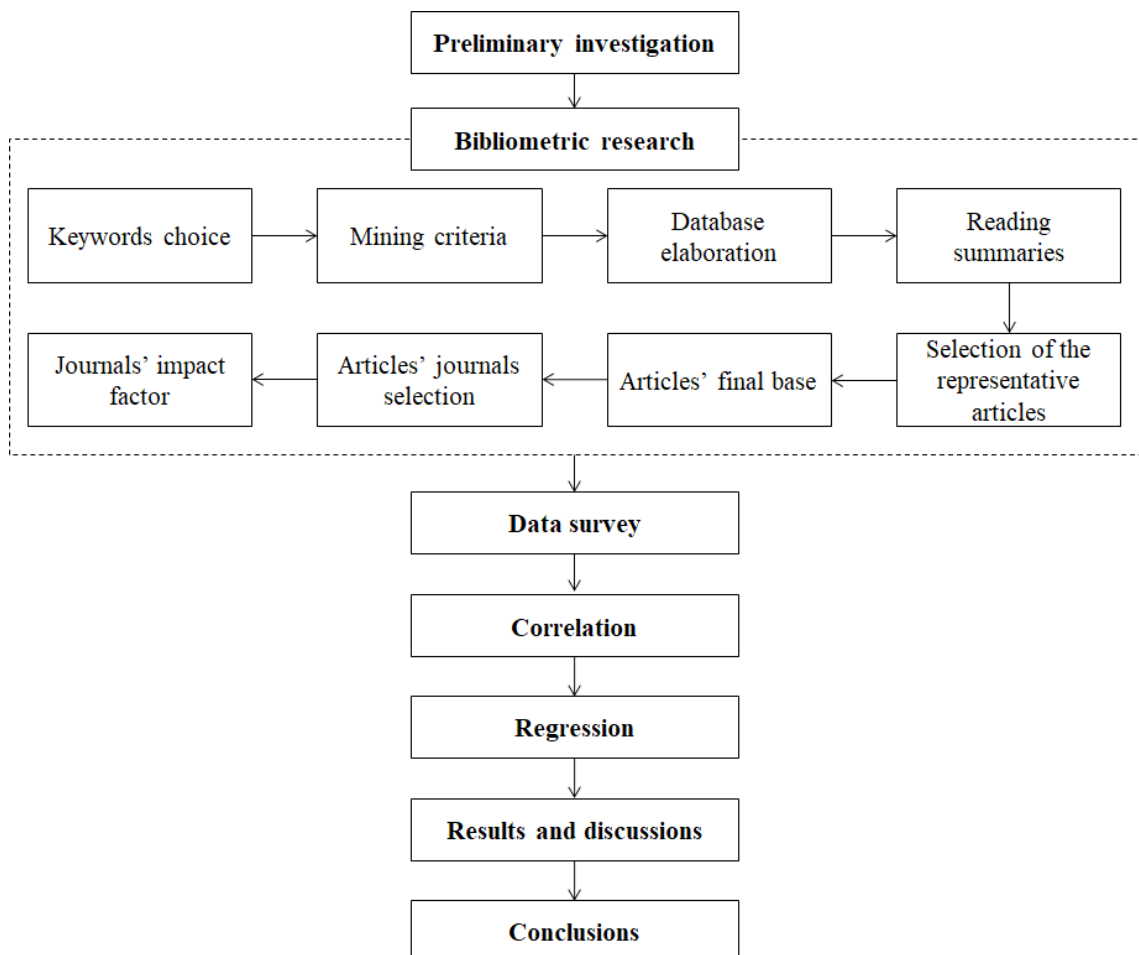 Preliminary investigation
Bibliometric research
Keywords choice
Mining criteria
Database
elaboration
Reading
summaries
Selection of the
representative
articles
Articles’ final base
Articles’ journals
selection
Journals’ impact
factor
Data survey
Correlation
Regression
Results and discussions
Conclusions